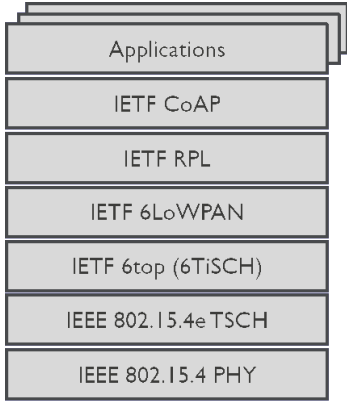 Applications
IETF CoAP
IETF RPL
IETF 6LoWPAN
IETF 6top (6TiSCH)
IEEE 802.15.4e TSCH
IEEE 802.15.4 PHY